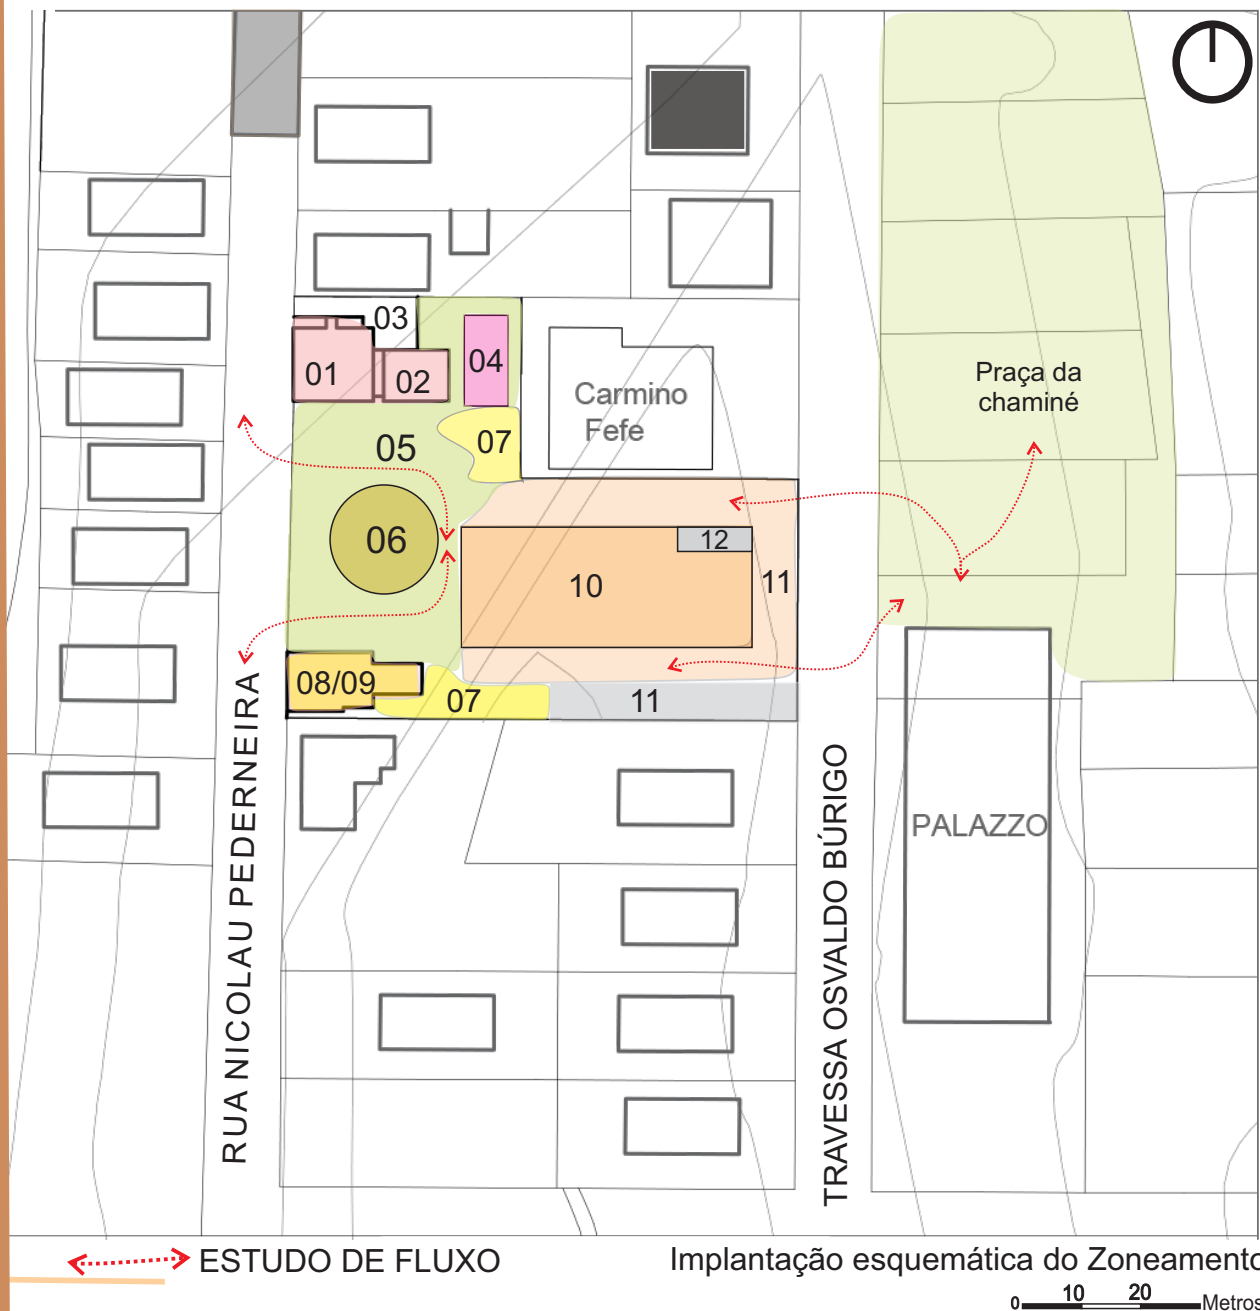 03
01
02
04
Carmino
Fefe
Praça da
chaminé
05
07
06
12
10
11
08/09
07
11
RUA NICOLAU PEDERNEIRA
TRAVESSA OSVALDO BÚRIGO
PALAZZO
ESTUDO DE FLUXO
Implantação esquemática do Zoneamento
0 10 20 Metros